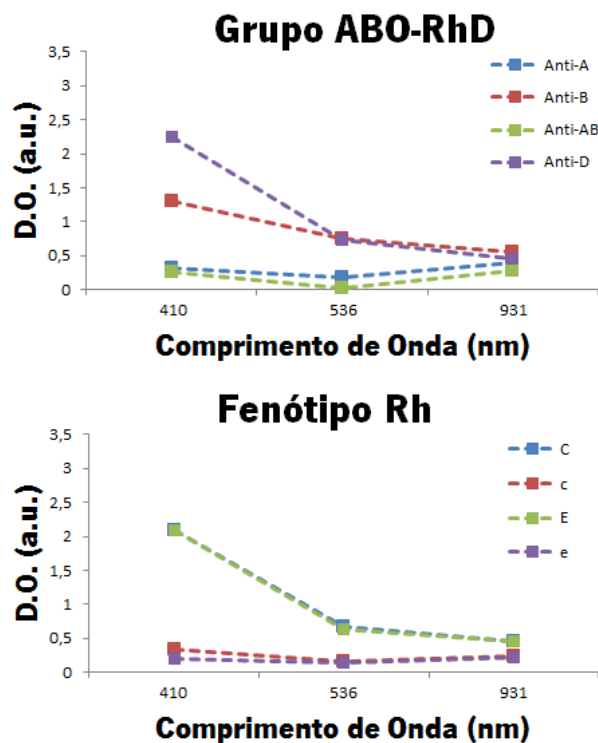 Grupo ABO-RhD
3,5
3
2,5
2
1,5
1
0,5
0
D.O. (a.u.)
Anti-A
Anti-B
Anti-AB
Anti-D
410 536 931
Comprimento de Onda (nm)
Fenótipo Rh
3,5
3
2,5
2
1,5
1
0,5
0
D.O. (a.u.)
C
c
E
e
410 536 931
Comprimento de Onda (nm)